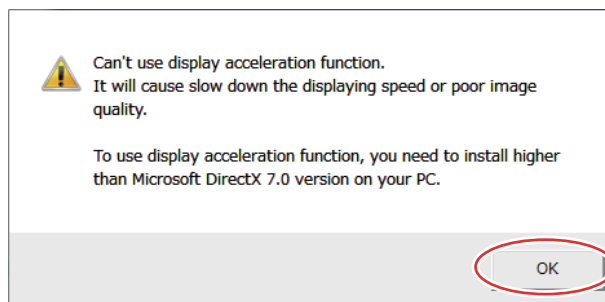 Can't use display acceleration function.
It will cause slow down the displaying speed or poor image
quality.
To use display acceleration function, you need to install higher
than Microsoft DirectX 7.0 version on your PC.
OK